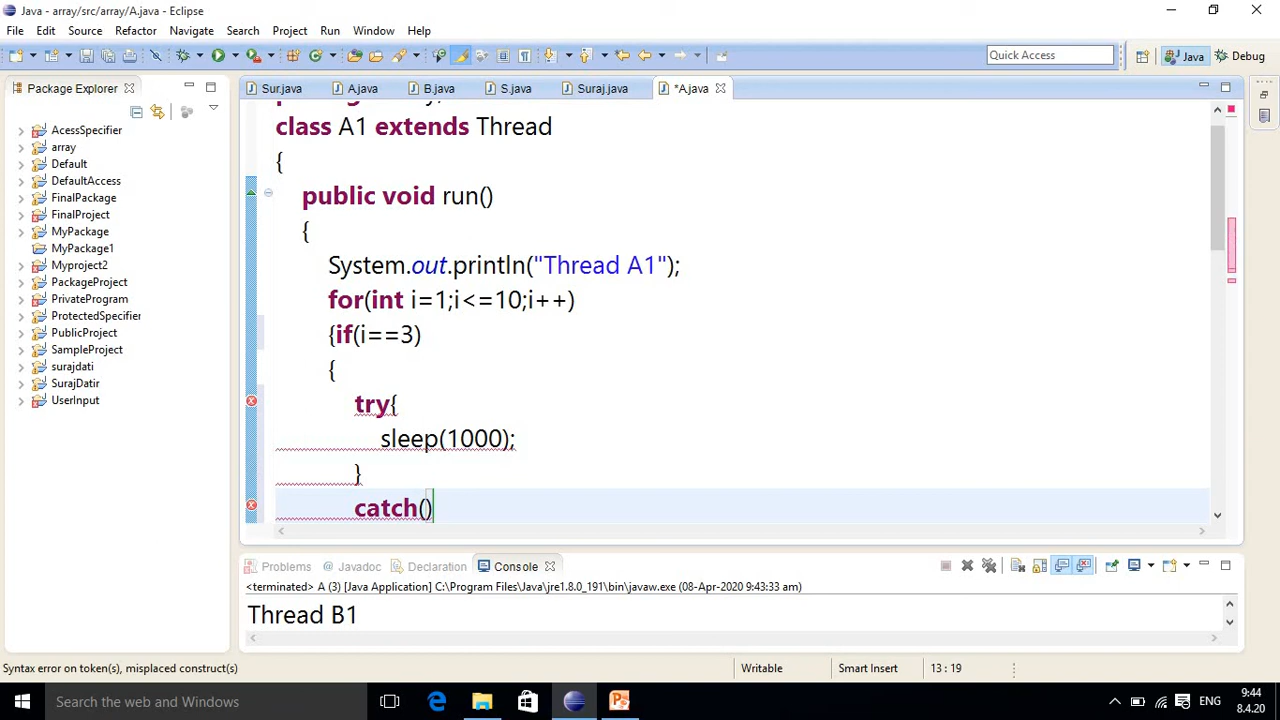 Java - array/src/array/A.java - Eclipse
File Edit Source Refactor Navigate Search Project Run Window Help
Quick Access
Java
Debug
Package Explorer
Sur.java
A.java
B.java
S.java
Suraj.java
*A.java
AcessSpecifier
array
Default
DefaultAccess
FinalPackage
FinalProject
MyPackage
MyPackage1
Myproject2
PackageProject
PrivateProgram
ProtectedSpecifier
PublicProject
SampleProject
surajdati
SurajDatir
UserInput
class A1 extends Thread
{
public void run()
{
System.out.println("Thread A1");
for(int i=1;i<=10;i++)
{if(i==3)
{
try{
sleep(1000);
}
catch()
Problems @ Javadoc Declaration Console
<terminated> A (3) [Java Application] C:\Program Files\Java\jre1.8.0_191\bin\javaw.exe (08-Apr-2020 9:43:33 am)
Thread B1
Syntax error on token(s), misplaced construct(s)
Writable
Smart Insert
13 : 19
Search the web and Windows
ENG
9:44
8.4.20